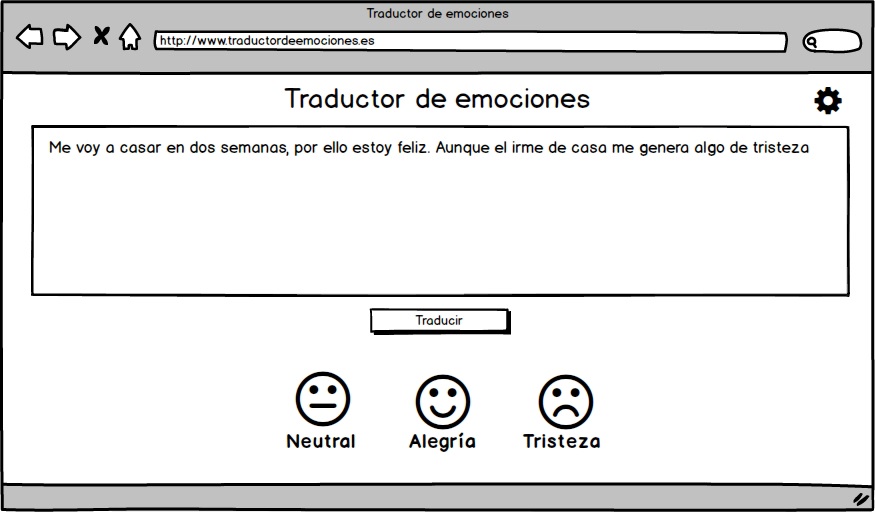 Traductor de emociones
http://www.traductordeemociones.es
Traductor de emociones
Me voy a casar en dos semanas, por ello estoy feliz. Aunque el irme de casa me genera algo de tristeza
Traducir
Neutral Alegría Tristeza